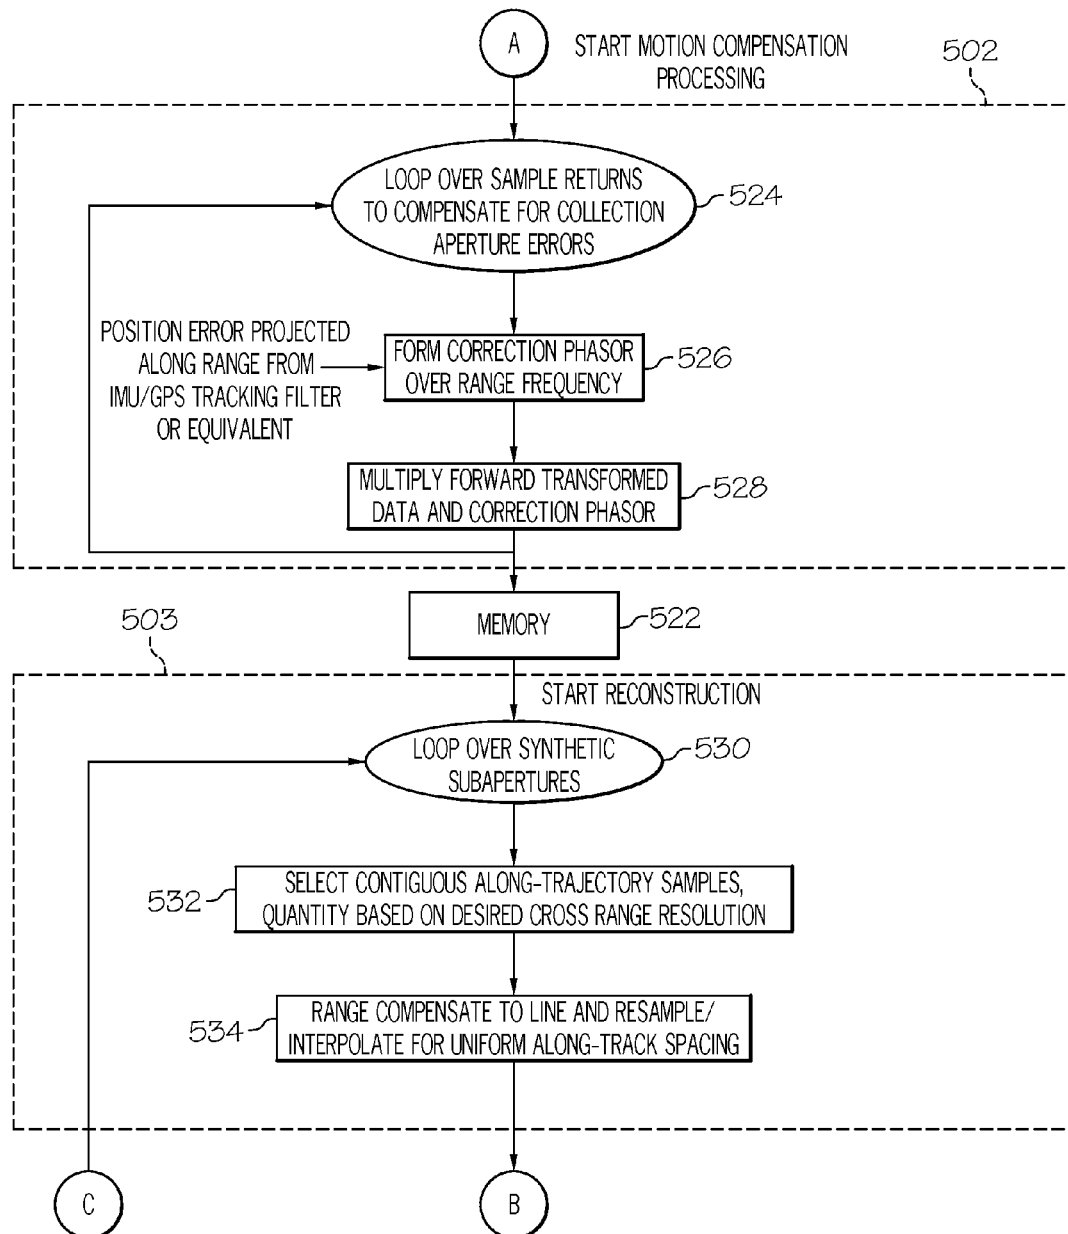 A
START MOTION COMPENSATION
PROCESSING
502
LOOP OVER SAMPLE RETURNS
TO COMPENSATE FOR COLLECTION
APERTURE ERRORS
524
POSITION ERROR PROJECTED
ALONG RANGE FROM
IMU/GPS TRACKING FILTER
OR EQUIVALENT
FORM CORRECTION PHASOR
OVER RANGE FREQUENCY
526
MULTIPLY FORWARD TRANSFORMED
DATA AND CORRECTION PHASOR
528
MEMORY
522
503
START RECONSTRUCTION
LOOP OVER SYNTHETIC
SUBAPERTURES
530
532
SELECT CONTIGUOUS ALONG-TRAJECTORY SAMPLES,
QUANTITY BASED ON DESIRED CROSS RANGE RESOLUTION
534
RANGE COMPENSATE TO LINE AND RESAMPLE/
INTERPOLATE FOR UNIFORM ALONG-TRACK SPACING
C
B